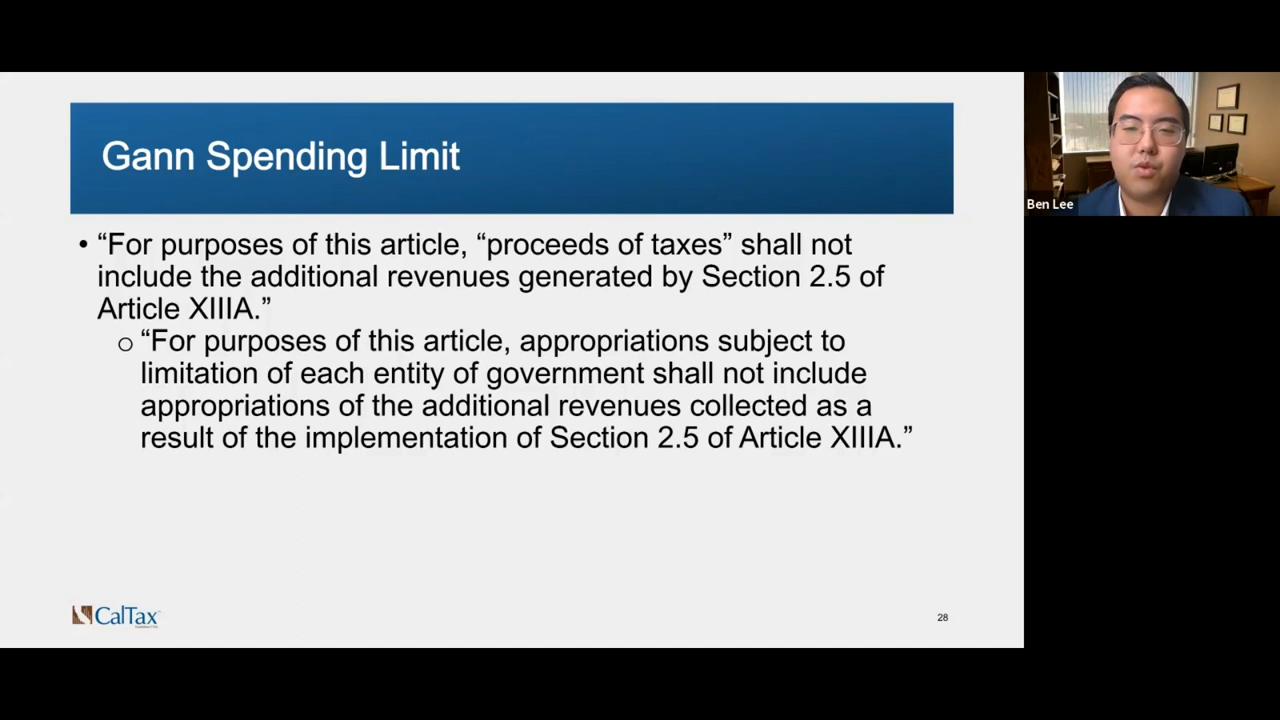 Gann Spending Limit
• “For purposes of this article, “proceeds of taxes” shall not
include the additional revenues generated by Section 2.5 of
Article XIIIA.”
o “For purposes of this article, appropriations subject to
limitation of each entity of government shall not include
appropriations of the additional revenues collected as a
result of the implementation of Section 2.5 of Article XIIIA.”
CalTax
28
Ben Lee